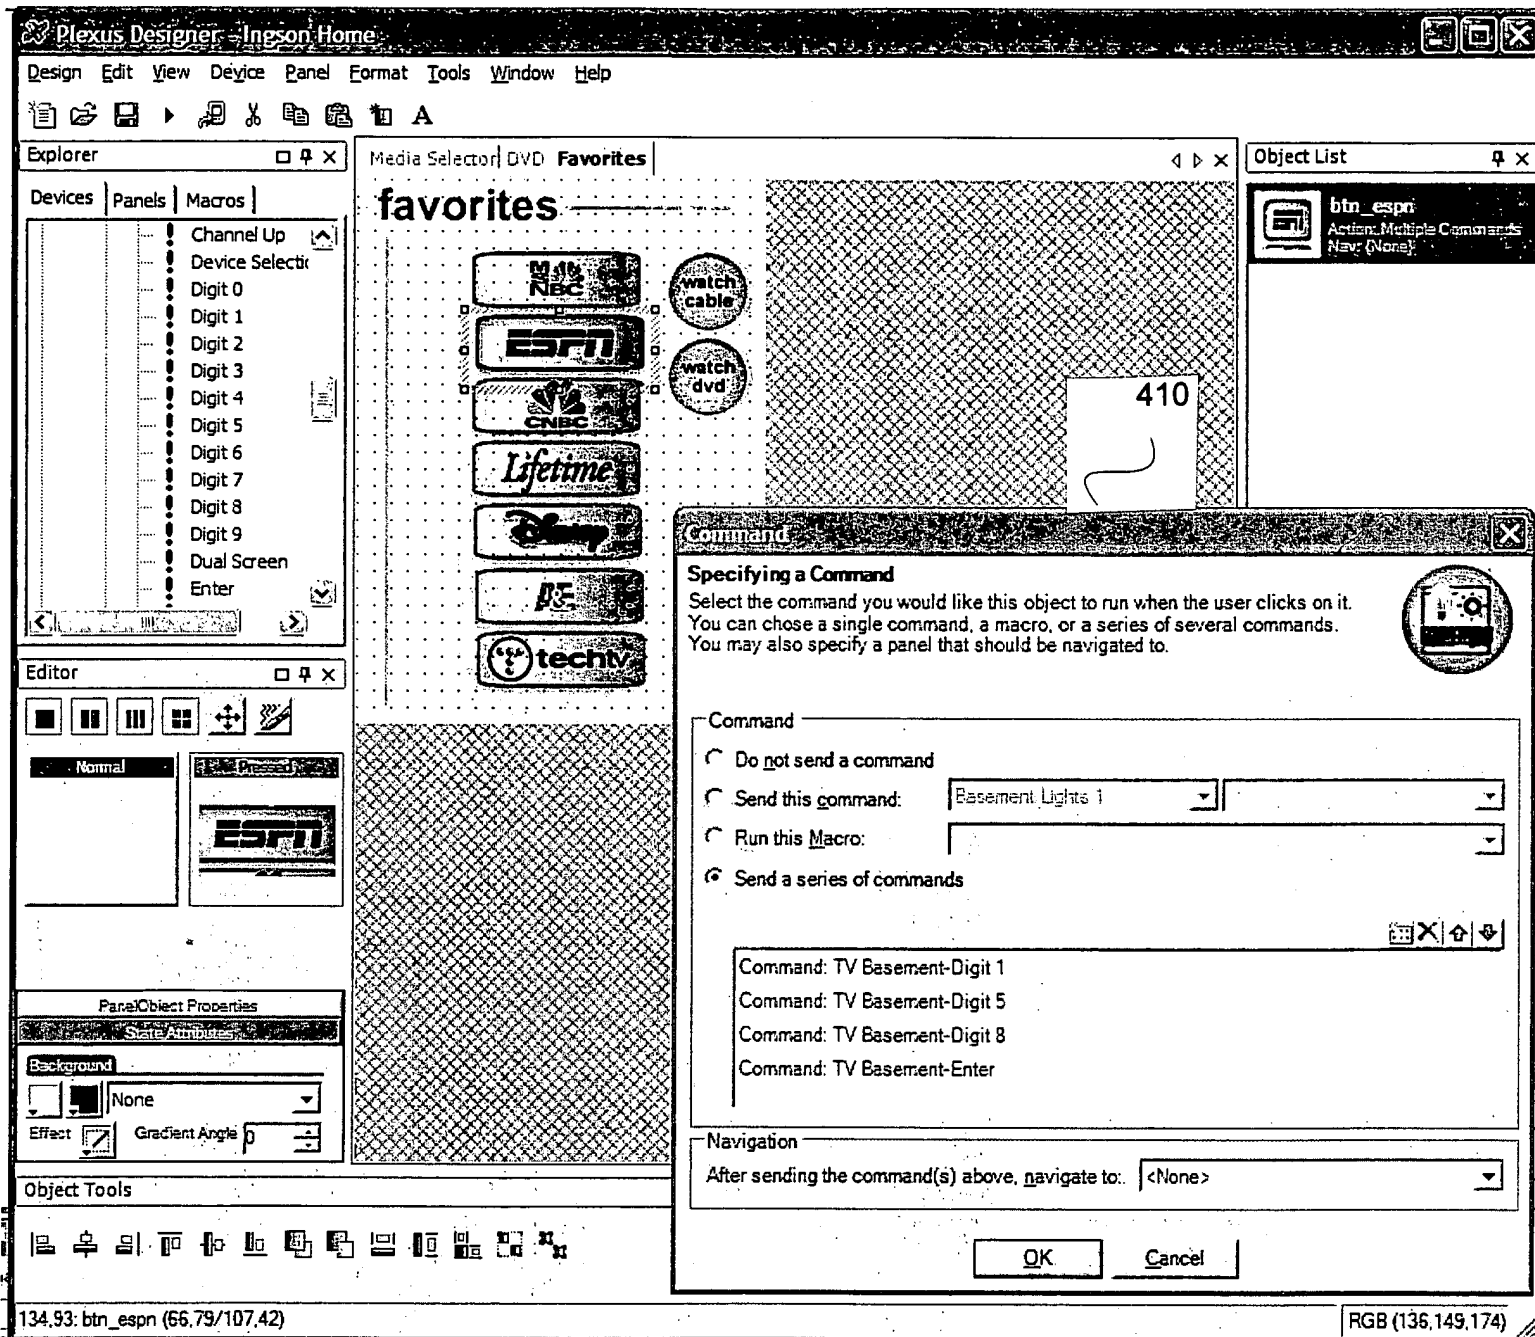 Plexus Designer - Ingson Home
Design Edit View Device Panel Format Tools Window Help
A
Explorer
Devices Panels Macros
Channel Up
Device Selectic
Digit 0
Digit 1
Digit 2
Digit 3
Digit 4
Digit 5
Digit 6
Digit 7
Digit 8
Digit 9
Dual Screen
Enter
Editor
Normal Pressed
ESPN
PanelObject Properties
State Attributes
Background
None
Effect Gradient Angle 0
Object Tools
Media Selector DVD Favorites
favorites
NBC
watch
cable
ESPN
watch
dvd
CNBC
Lifetime
Disney
techtv
410
Object List
btn_espn
Action: Multiple Commands
Nav: {None}
Command
Specifying a Command
Select the command you would like this object to run when the user clicks on it.
You can chose a single command, a macro, or a series of several commands.
You may also specify a panel that should be navigated to.
Command
Do not send a command
Send this command: Basement Lights 1
Run this Macro:
Send a series of commands
Command: TV Basement-Digit 1
Command: TV Basement-Digit 5
Command: TV Basement-Digit 8
Command: TV Basement-Enter
Navigation
After sending the command(s) above, navigate to: <None>
OK Cancel
134,93: btn_espn (66,79/107,42)
RGB (136,149,174)